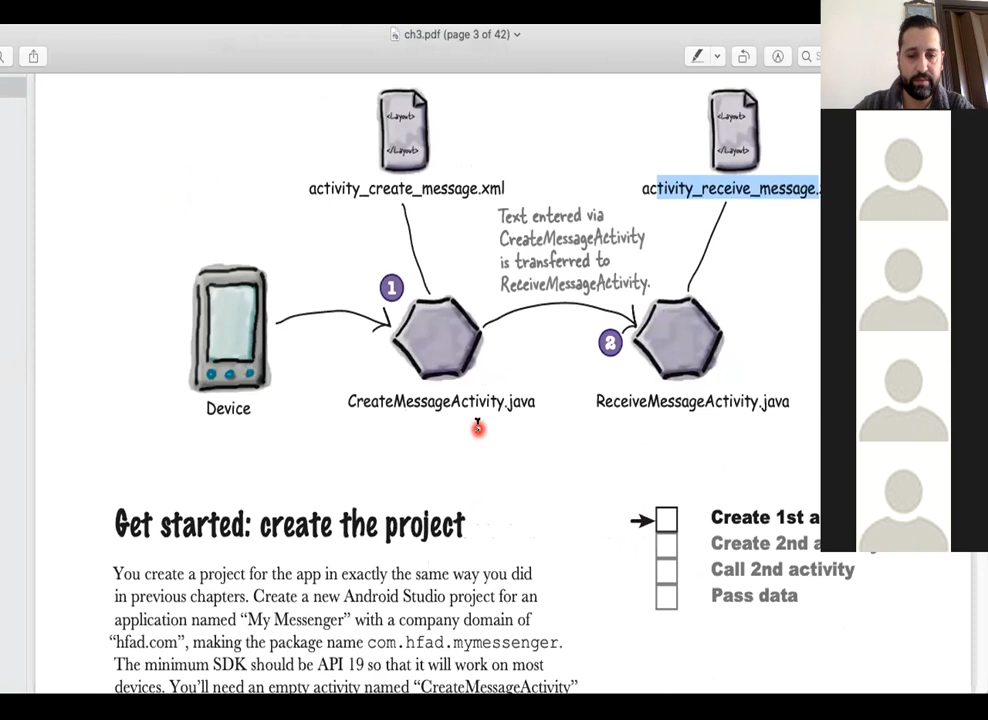 ch3.pdf (page 3 of 42)
<Layout>
</Layout>
<Layout>
</Layout>
activity_create_message.xml
activity_receive_message.
Text entered via
CreateMessageActivity
is transferred to
ReceiveMessageActivity.
1
2
Device
CreateMessageActivity.java
ReceiveMessageActivity.java
Get started: create the project
You create a project for the app in exactly the same way you did
in previous chapters. Create a new Android Studio project for an
application named “My Messenger” with a company domain of
“hfad.com”, making the package name com.hfad.mymessenger.
The minimum SDK should be API 19 so that it will work on most
devices. You’ll need an empty activity named “CreateMessageActivity”
Create 1st a
Create 2nd a
Call 2nd activity
Pass data